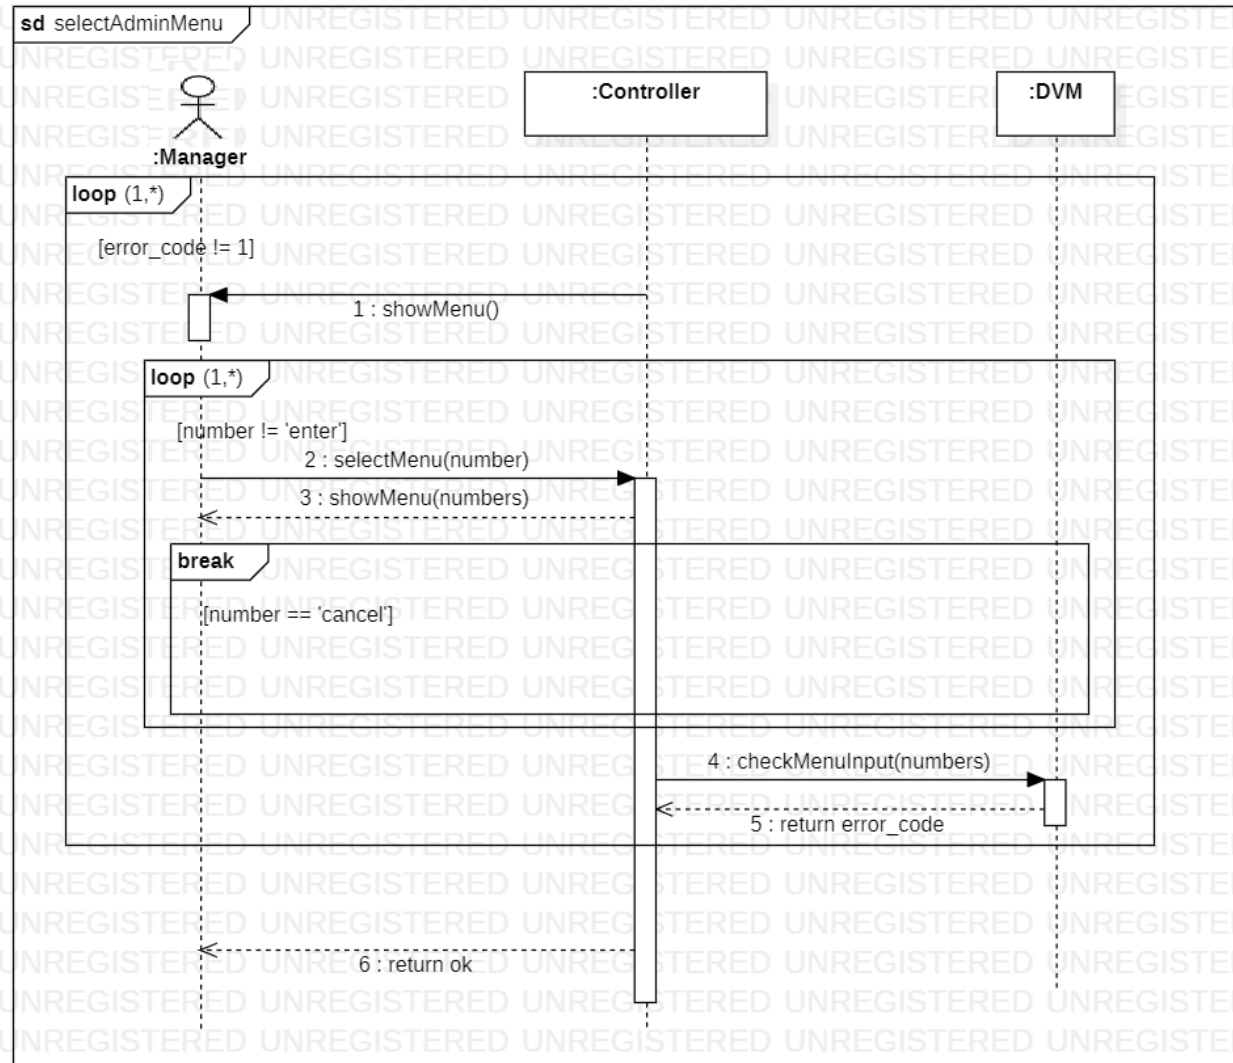 sd selectAdminMenu
:Manager
:Controller
:DVM
loop (1,*)
[error_code != 1]
1 : showMenu()
loop (1,*)
[number != 'enter']
2 : selectMenu(number)
3 : showMenu(numbers)
break
[number == 'cancel']
4 : checkMenuInput(numbers)
5 : return error_code
6 : return ok
UNREGISTERED